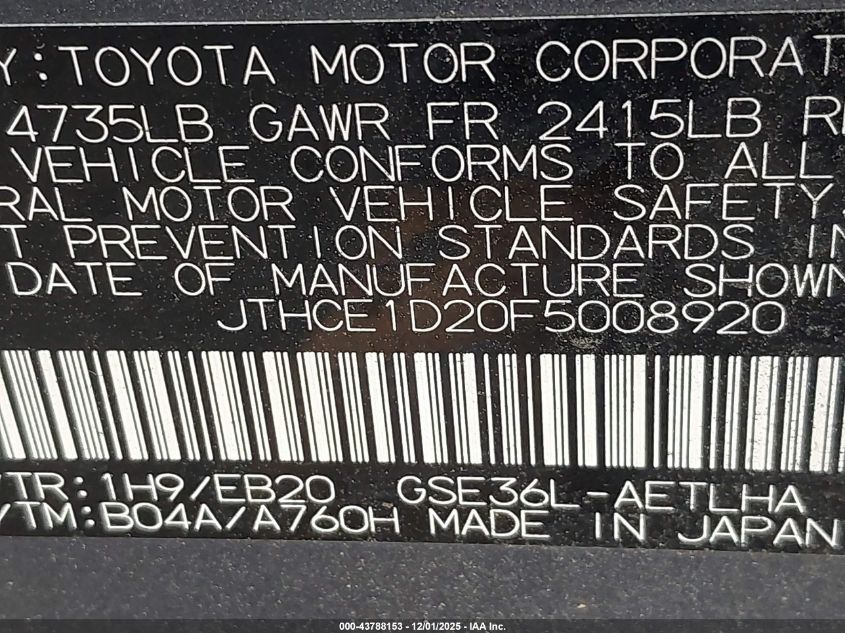 Y:TOYOTA MOTOR CORPORAT
4735LB GAWR FR 2415LB R
VEHICLE CONFORMS TO ALL
RAL MOTOR VEHICLE SAFETY
T PREVENTION STANDARDS IN
DATE OF MANUFACTURE SHOWN
JTHCE1D20F5008920
/TR:1H9/EB20 GSE36L-AETLHA
/TM:B04A/A760H MADE IN JAPAN
000-43788153 - 12/01/2025 - IAA Inc.